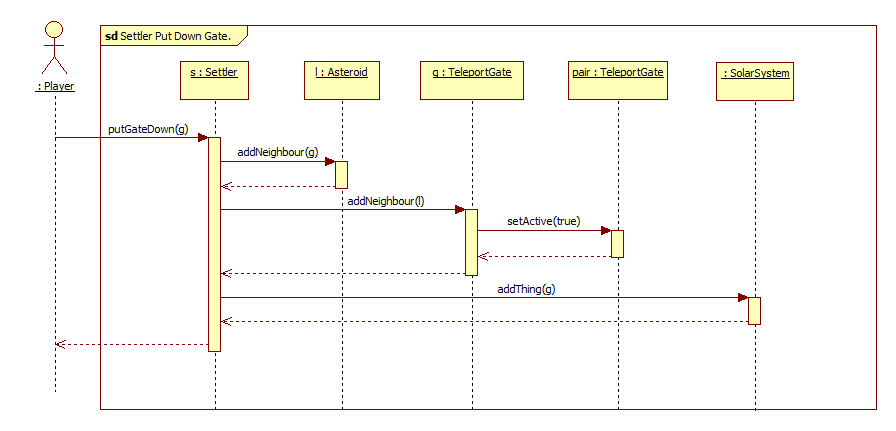 sd Settler Put Down Gate.
: Player
s : Settler
l : Asteroid
g : TeleportGate
pair : TeleportGate
: SolarSystem
putGateDown(g)
addNeighbour(g)
addNeighbour(l)
setActive(true)
addThing(g)